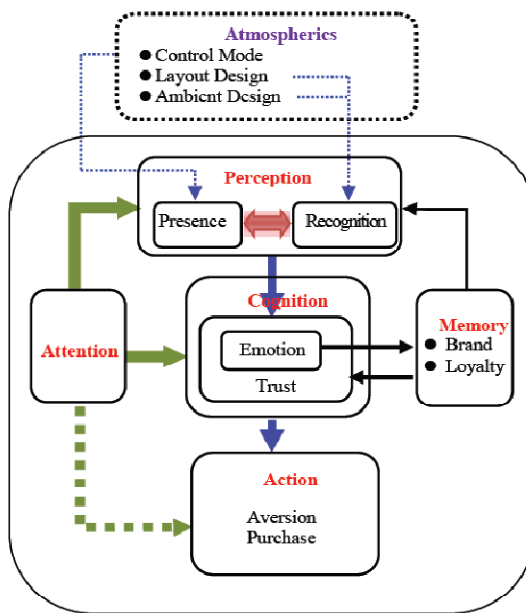 Atmospherics
● Control Mode
● Layout Design
● Ambient Design
Perception
Presence
Recognition
Cognition
Emotion
Trust
Attention
Memory
● Brand
● Loyalty
Action
Aversion
Purchase